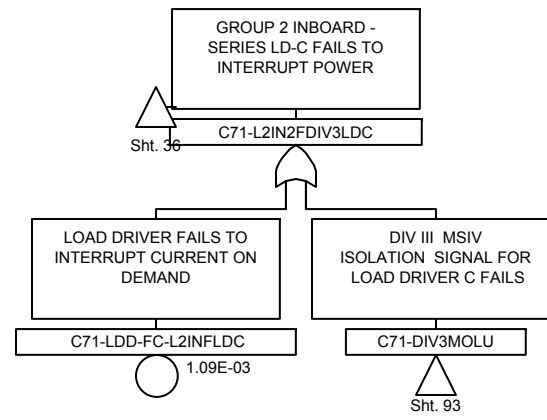 GROUP 2 INBOARD -
SERIES LD-C FAILS TO
INTERRUPT POWER
C71-L2IN2FDIV3LDC
Sht. 36
LOAD DRIVER FAILS TO
INTERRUPT CURRENT ON
DEMAND
C71-LDD-FC-L2INFLDC
1.09E-03
DIV III MSIV
ISOLATION SIGNAL FOR
LOAD DRIVER C FAILS
C71-DIV3MOLU
Sht. 93